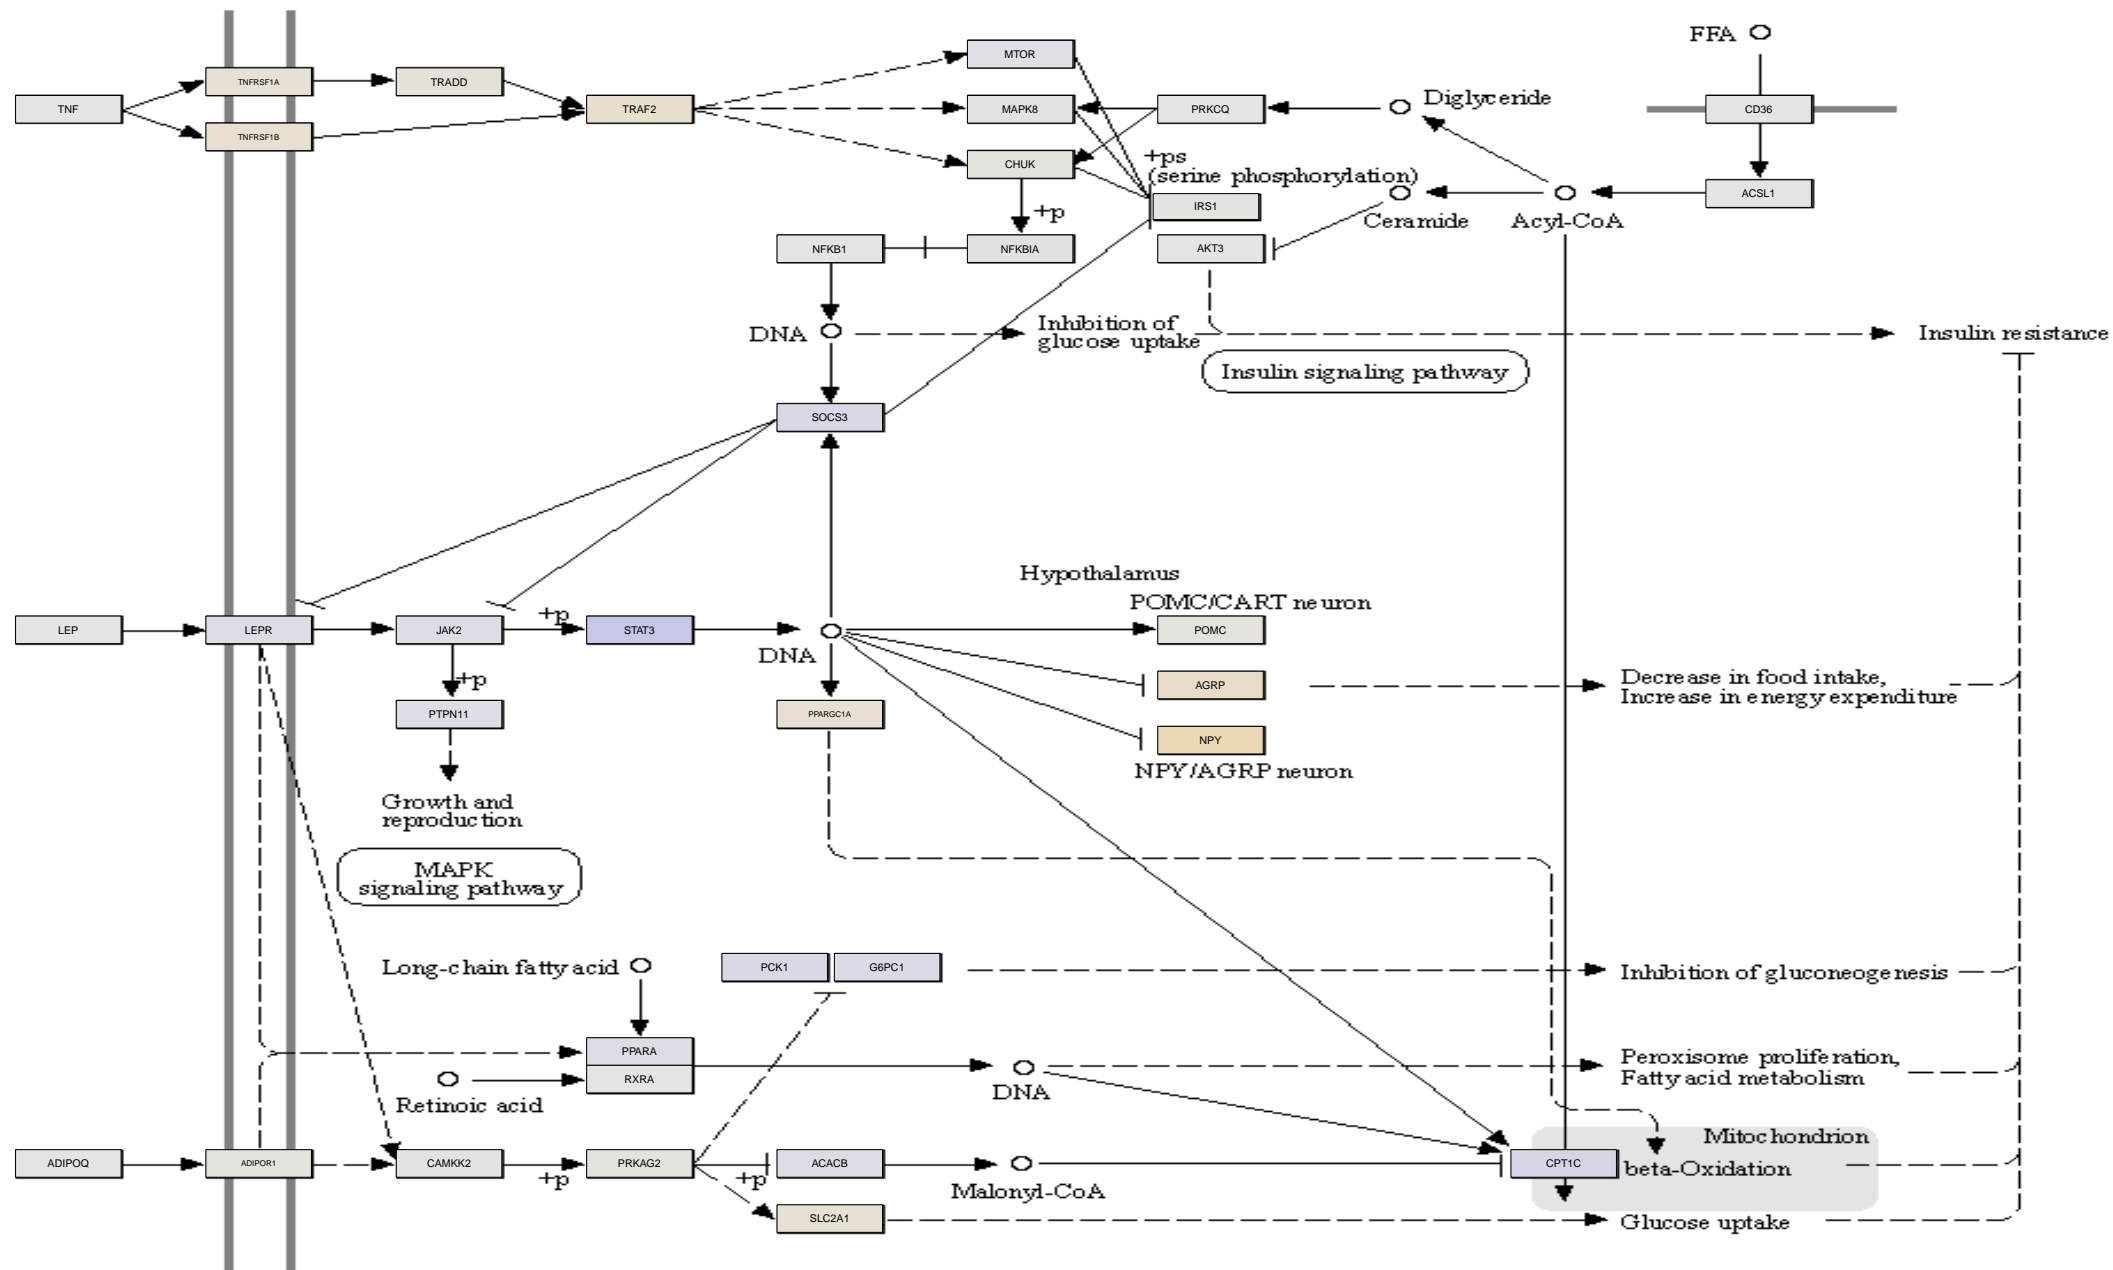 FFA
MTOR
TNFRSF1A
TRADD
TNF
TRAF2
MAPK8
PRKCQ
Diglyceride
CD36
TNFRSF1B
CHUK
+ps
(serine phosphorylation)
ACSL1
IRS1
+p
Ceramide
Acyl-CoA
NFKB1
NFKBIA
AKT3
DNA
Inhibition of
glucose uptake
Insulin resistance
Insulin signaling pathway
SOCS3
Hypothalamus
POMC/CART neuron
LEP
LEPR
JAK2
+p
STAT3
POMC
DNA
+p
AGRP
Decrease in food intake,
Increase in energy expenditure
PTPN11
PPARGC1A
NPY
NPY/AGRP neuron
Growth and
reproduction
MAPK
signaling pathway
Long-chain fatty acid
PCK1
G6PC1
Inhibition of gluconeogenesis
PPARA
RXRA
Peroxisome proliferation,
Fatty acid metabolism
DNA
Retinoic acid
Mitochondrion
ADIPOQ
ADIPOR1
CAMKK2
+p
PRKAG2
+p
ACACB
Malonyl-CoA
CPT1C
beta-Oxidation
SLC2A1
Glucose uptake